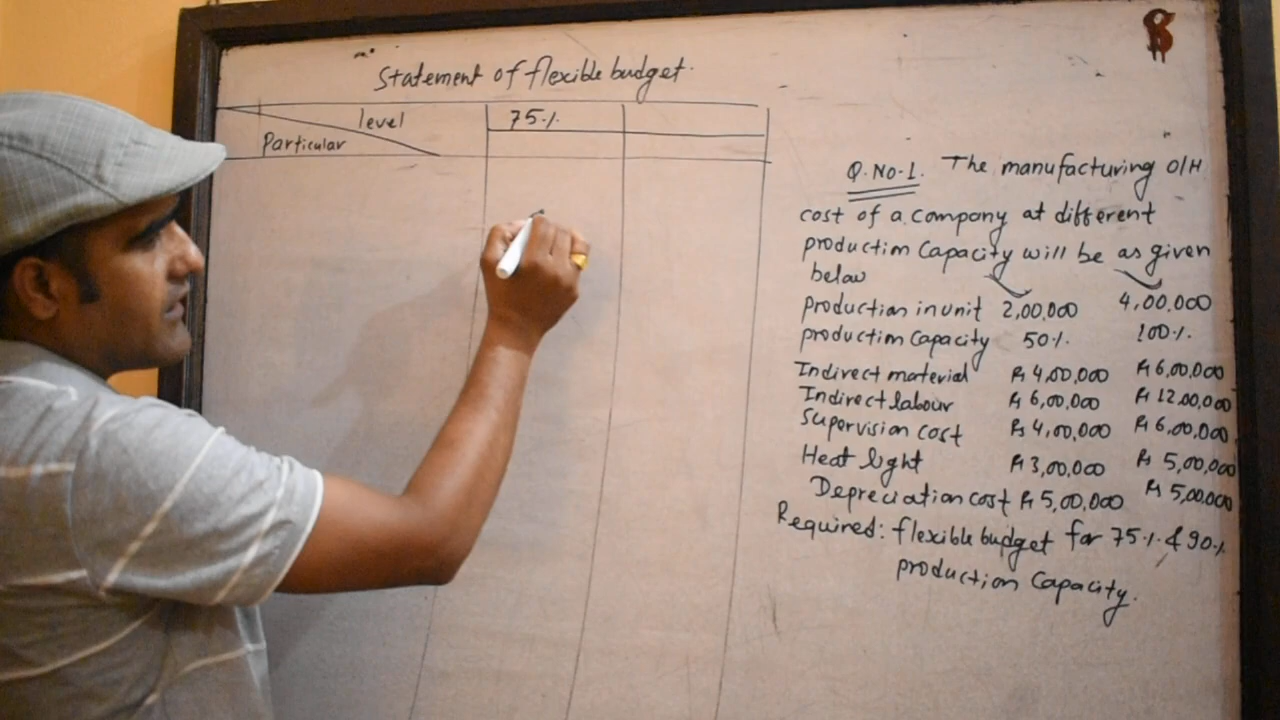 Statement of flexible budget.
level
Particular
75%
Q.No-1. The manufacturing O/H
cost of a company at different
production Capacity will be as given
below
production in unit 2,00,000 4,00,000
production Capacity 50% 100%
Indirect material Rs 4,00,000 Rs 6,00,000
Indirect labour Rs 6,00,000 Rs 12,00,000
Supervision cost Rs 4,00,000 Rs 6,00,000
Heat light Rs 3,00,000 Rs 5,00,000
Depreciation cost Rs 5,00,000 Rs 5,00,000
Required: flexible budget for 75% & 90%
production Capacity.